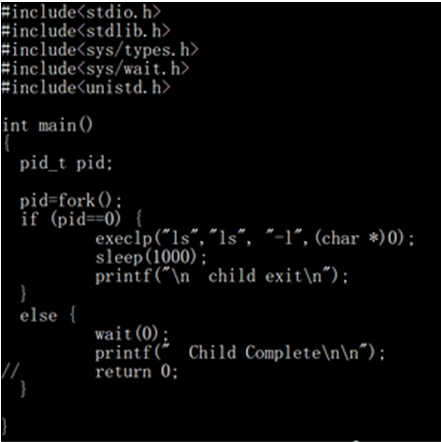 #include<stdio.h>
#include<stdlib.h>
#include<sys/types.h>
#include<sys/wait.h>
#include<unistd.h>
int main()
{
pid_t pid;
pid=fork();
if (pid==0) {
execlp("ls","ls", "-l",(char *)0);
sleep(1000);
printf("\n  child exit\n");
}
else {
wait(0);
printf("  Child Complete\n\n");
//        return 0;
}
}